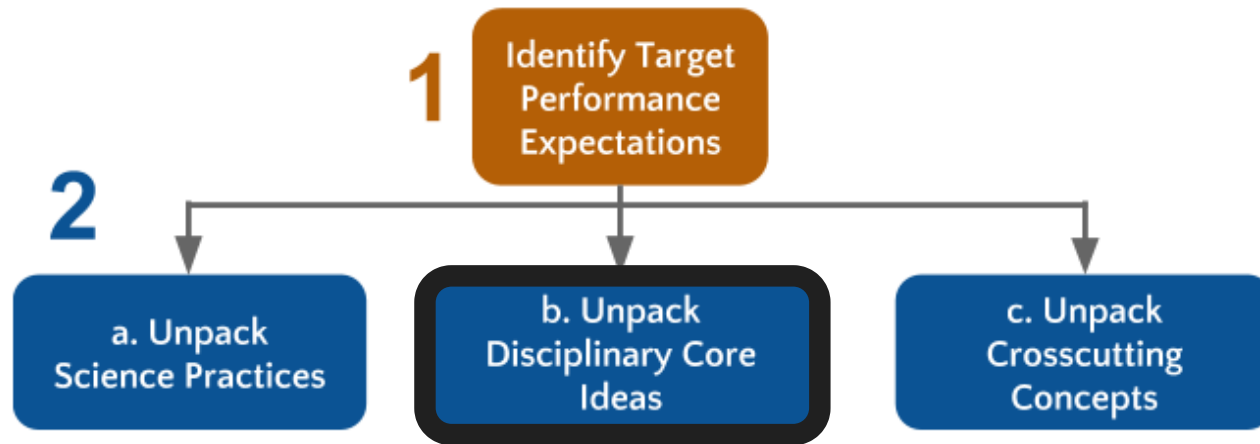 1
Identify Target
Performance
Expectations
2
a. Unpack
Science Practices
b. Unpack
Disciplinary Core
Ideas
c. Unpack
Crosscutting
Concepts